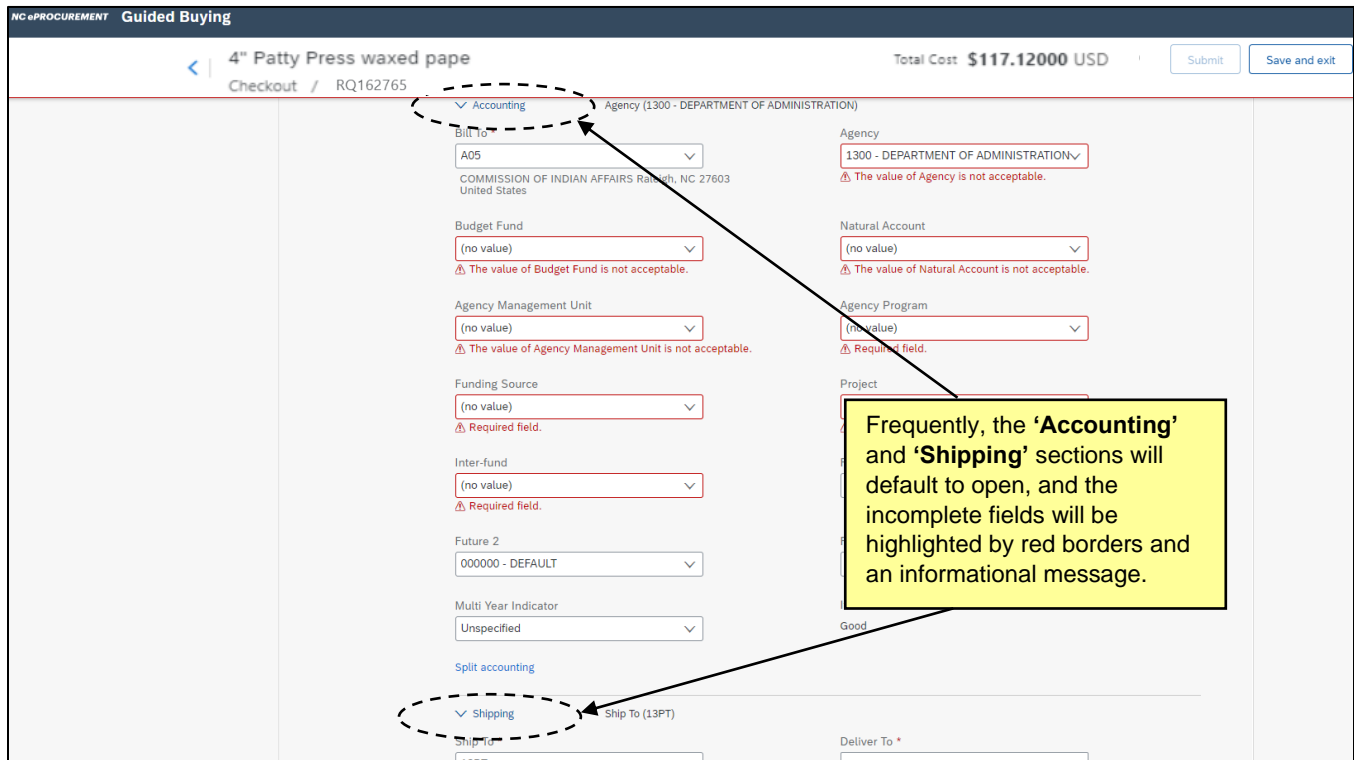 NC ePROCUREMENT Guided Buying
4" Patty Press waxed pape
Total Cost $117.12000 USD
Submit
Save and exit
Checkout / RQ162765
Accounting
Agency (1300 - DEPARTMENT OF ADMINISTRATION)
Bill To *
Agency
A05
1300 - DEPARTMENT OF ADMINISTRATION
COMMISSION OF INDIAN AFFAIRS Raleigh, NC 27603
United States
The value of Agency is not acceptable.
Budget Fund
Natural Account
(no value)
(no value)
The value of Budget Fund is not acceptable.
The value of Natural Account is not acceptable.
Agency Management Unit
Agency Program
(no value)
(no value)
The value of Agency Management Unit is not acceptable.
Required field.
Funding Source
Project
(no value)
Required field.
Inter-fund
(no value)
Required field.
Future 2
000000 - DEFAULT
Multi Year Indicator
Unspecified
Good
Frequently, the ‘Accounting’
and ‘Shipping’ sections will
default to open, and the
incomplete fields will be
highlighted by red borders and
an informational message.
Split accounting
Shipping
Ship To (13PT)
Ship To
Deliver To *